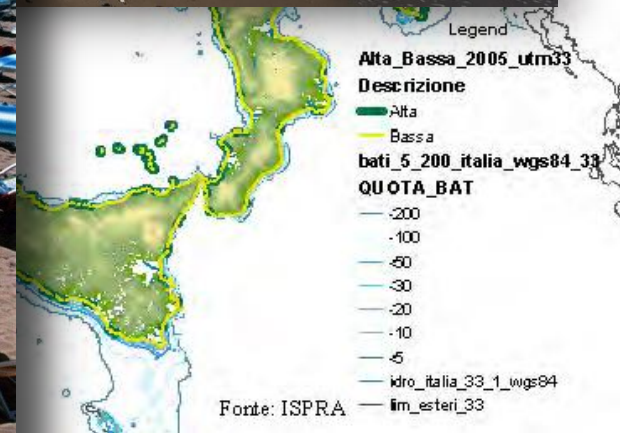 Legend
Alta_Bassa_2005_utm33
Descrizione
Alta
Bassa
bati_5_200_italia_wgs84_33
QUOTA_BAT
-200
-100
-50
-30
-20
-10
-5
idro_italia_33_1_wgs84
lim_esteri_33
Fonte: ISPRA